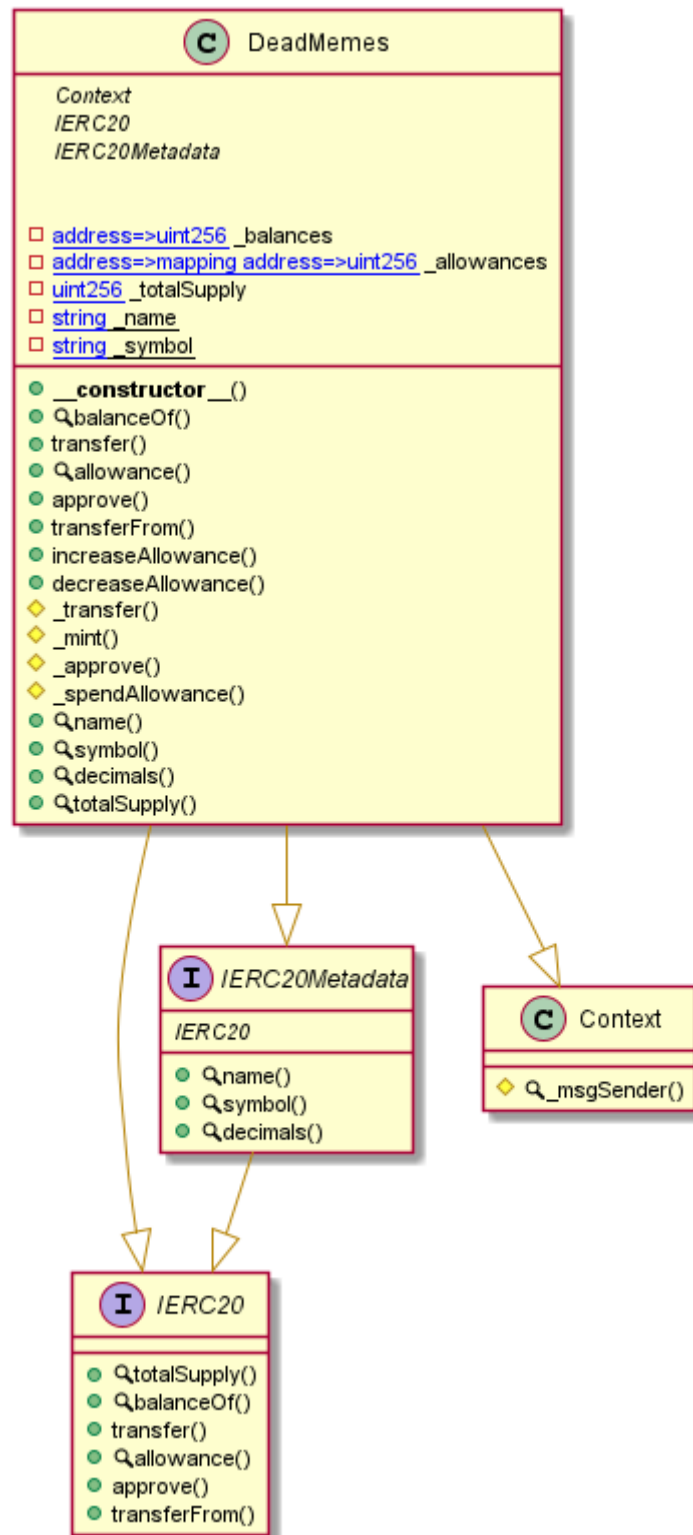 C DeadMemes
Context
IERC20
IERC20Metadata
address=>uint256 _balances
address=>mapping address=>uint256 _allowances
uint256 _totalSupply
string _name
string _symbol
__constructor__()
balanceOf()
transfer()
allowance()
approve()
transferFrom()
increaseAllowance()
decreaseAllowance()
_transfer()
_mint()
_approve()
_spendAllowance()
name()
symbol()
decimals()
totalSupply()
I IERC20Metadata
IERC20
name()
symbol()
decimals()
C Context
_msgSender()
I IERC20
totalSupply()
balanceOf()
transfer()
allowance()
approve()
transferFrom()